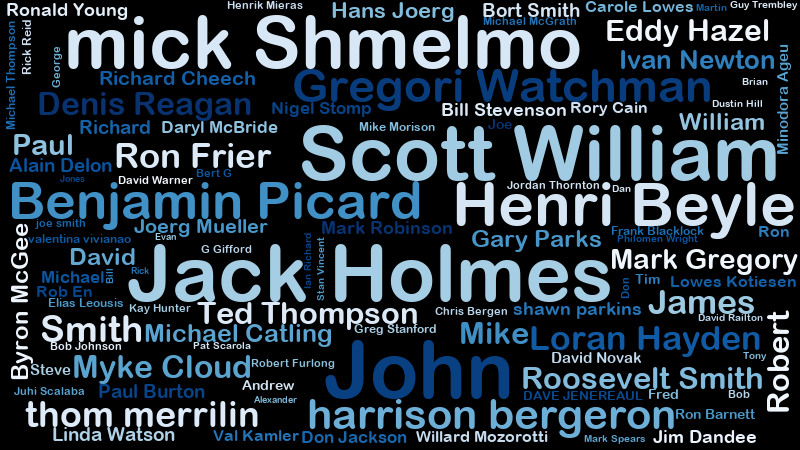 Ronald Young
Henrik Mieras
Hans Joerg
Bort Smith
Carole Lowes
Martin
Guy Trembley
Michael McGrath
mick Shmelmo
Eddy Hazel
Michael Thompson
Rick Reid
George
Ivan Newton
Richard Cheech
Gregori Watchman
Brian
Minodora Ageu
Denis Reagan
Nigel Stomp
Bill Stevenson
Rory Cain
Dustin Hill
Richard
Daryl McBride
Mike Morison
Joe
William
Paul
Ron Frier
Scott William
Alain Delon
Bert G
Jones
David Warner
Jordan Thornton
Dan
Benjamin Picard
Henri Beyle
joe smith
Joerg Mueller
Mark Robinson
Frank Blacklock
Ron
valentina vivianao
Evan
Gary Parks
Philomen Wright
Byron McGee
David
G Gifford
Ian Richard
Stan Vincent
Mark Gregory
Michael
Bill
Rick
Jack Holmes
Don
Tim
Lowes Kotiesen
Rob En
Elias Leousis
Kay Hunter
Ted Thompson
Chris Bergen
shawn parkins
James
David Railton
Smith
Michael Catling
Greg Stanford
Mike
Loran Hayden
Robert
Bob Johnson
Pat Scarola
John
David Novak
Tony
Steve
Myke Cloud
Robert Furlong
Roosevelt Smith
Juhi Scalaba
Paul Burton
Andrew
DAVE JENEREAUL
Fred
Bob
Alexander
thom merrilin
harrison bergeron
Ron Barnett
Linda Watson
Val Kamler
Don Jackson
Willard Mozorotti
Mark Spears
Jim Dandee